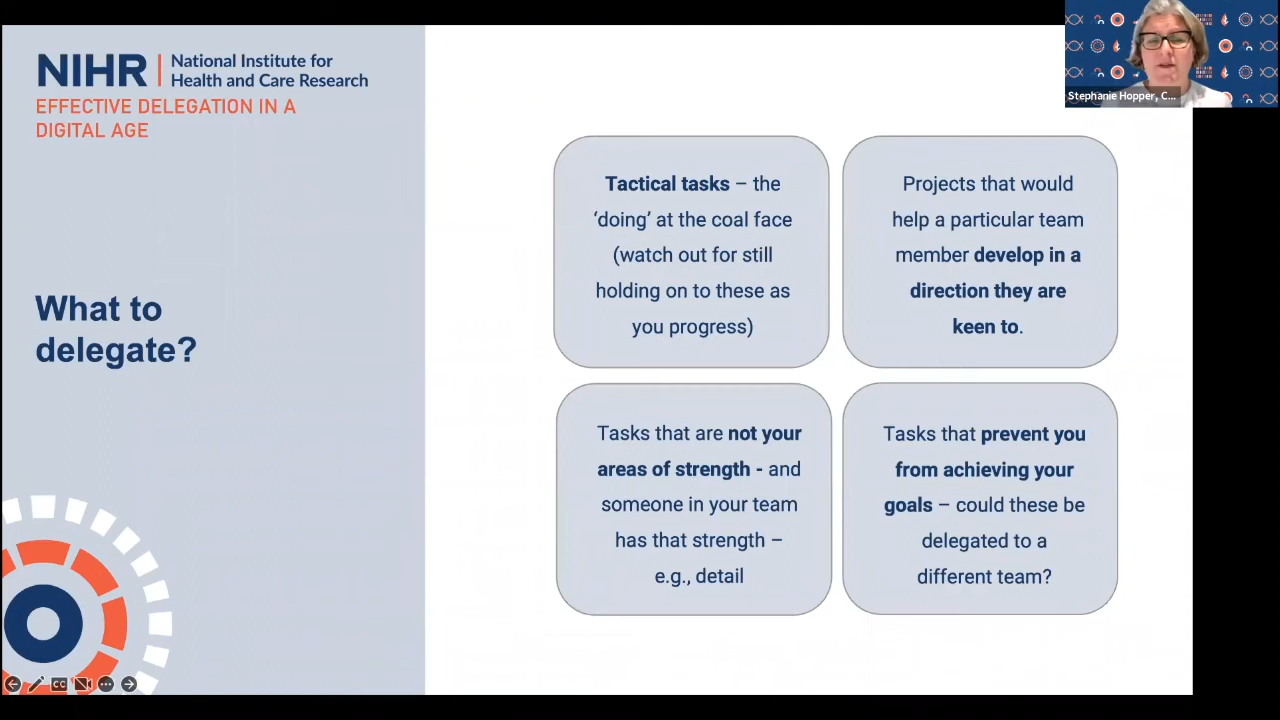 NIHR
National Institute for
Health and Care Research
EFFECTIVE DELEGATION IN A
DIGITAL AGE
What to
delegate?
Tactical tasks – the
‘doing’ at the coal face
(watch out for still
holding on to these as
you progress)
Projects that would
help a particular team
member develop in a
direction they are
keen to.
Tasks that are not your
areas of strength - and
someone in your team
has that strength –
e.g., detail
Tasks that prevent you
from achieving your
goals – could these be
delegated to a
different team?
Stephanie Hopper, C...
CC